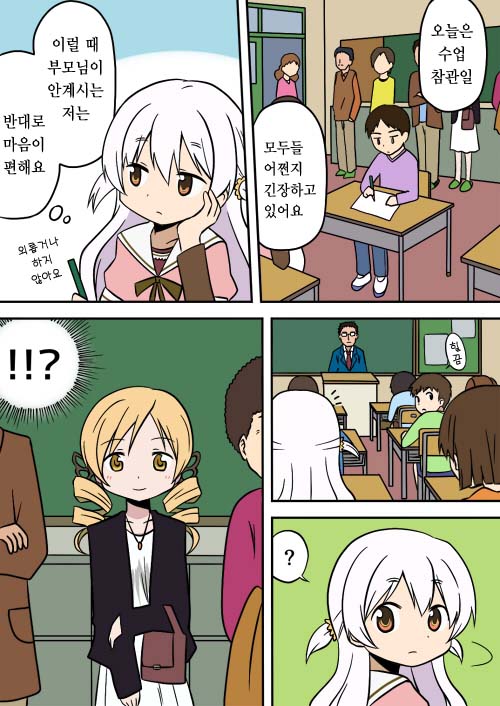 오늘은
수업
참관일
모두들
어쩐지
긴장하고
있어요
이럴 때
부모님이
안계시는
저는
반대로
마음이
편해요
외롭거나
하지
않아요
힐
끔
?
!!?